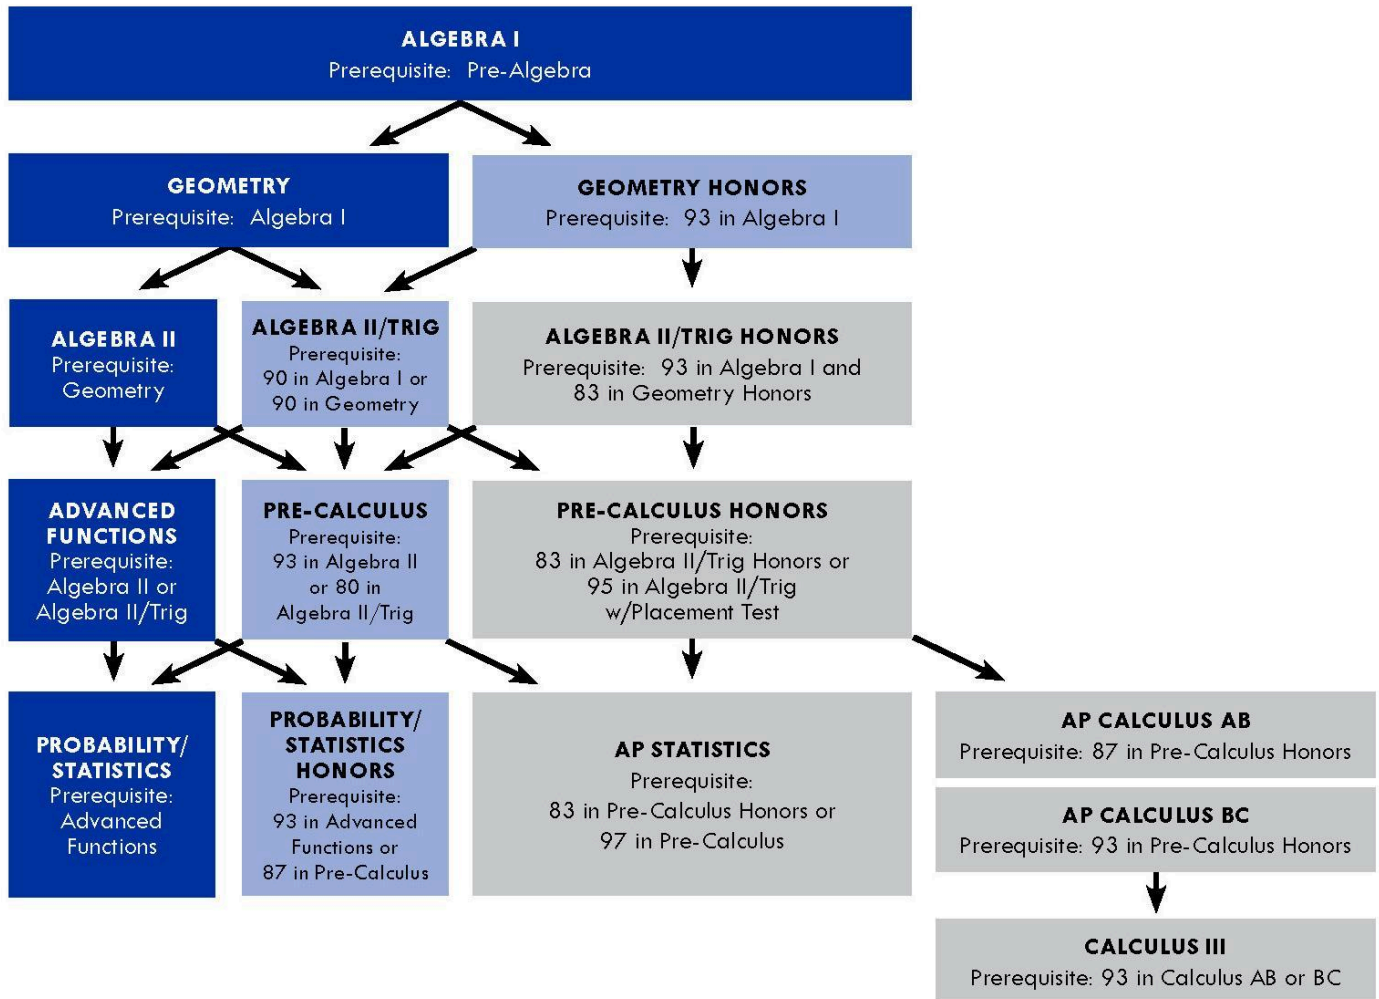 ALGEBRA I
Prerequisite: Pre-Algebra
GEOMETRY
Prerequisite: Algebra I
GEOMETRY HONORS
Prerequisite: 93 in Algebra I
ALGEBRA II
Prerequisite:
Geometry
ALGEBRA II/TRIG
Prerequisite:
90 in Algebra I or
90 in Geometry
ALGEBRA II/TRIG HONORS
Prerequisite: 93 in Algebra I and
83 in Geometry Honors
ADVANCED
FUNCTIONS
Prerequisite:
Algebra II or
Algebra II/Trig
PRE-CALCULUS
Prerequisite:
93 in Algebra II
or 80 in
Algebra II/Trig
PRE-CALCULUS HONORS
Prerequisite:
83 in Algebra II/Trig Honors or
95 in Algebra II/Trig
w/Placement Test
PROBABILITY/
STATISTICS
Prerequisite:
Advanced
Functions
PROBABILITY/
STATISTICS
HONORS
Prerequisite:
93 in Advanced
Functions or
87 in Pre-Calculus
AP STATISTICS
Prerequisite:
83 in Pre-Calculus Honors or
97 in Pre-Calculus
AP CALCULUS AB
Prerequisite: 87 in Pre-Calculus Honors
AP CALCULUS BC
Prerequisite: 93 in Pre-Calculus Honors
CALCULUS III
Prerequisite: 93 in Calculus AB or BC